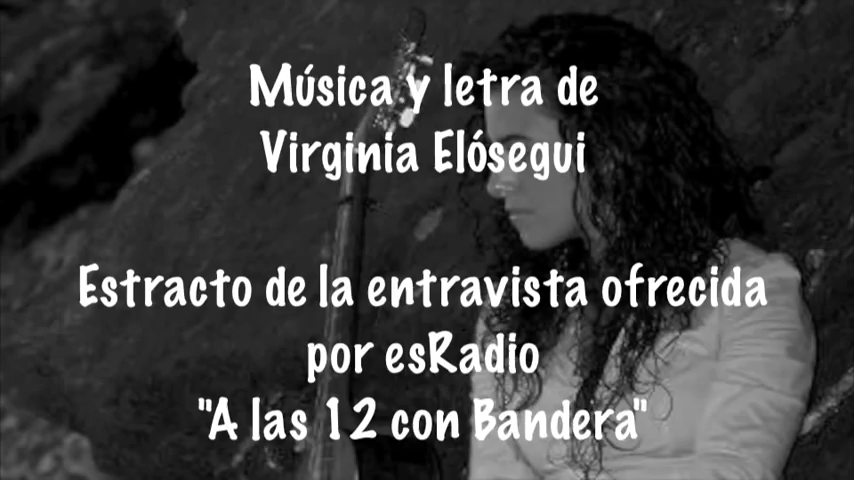 Música y letra de
Virginia Elósegui
Estracto de la entravista ofrecida
por esRadio
"A las 12 con Bandera"